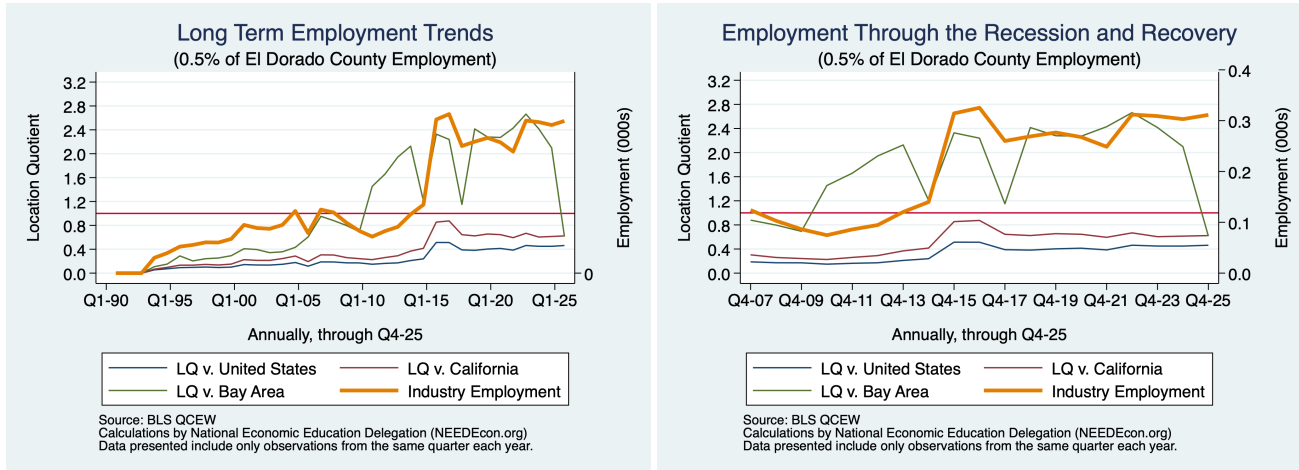 Long Term Employment Trends
(0.5% of El Dorado County Employment)
Location Quotient
3.2
2.8
2.4
2.0
1.6
1.2
0.8
0.4
0.0
Employment (000s)
0
Q1-90 Q1-95 Q1-00 Q1-05 Q1-10 Q1-15 Q1-20 Q1-25
Annually, through Q4-25
LQ v. United States LQ v. California
LQ v. Bay Area Industry Employment
Source: BLS QCEW
Calculations by National Economic Education Delegation (NEEDEcon.org)
Data presented include only observations from the same quarter each year.
Employment Through the Recession and Recovery
(0.5% of El Dorado County Employment)
Location Quotient
3.2
2.8
2.4
2.0
1.6
1.2
0.8
0.4
0.0
0.4
0.3
0.2
0.1
0.0
Employment (000s)
Q4-07 Q4-09 Q4-11 Q4-13 Q4-15 Q4-17 Q4-19 Q4-21 Q4-23 Q4-25
Annually, through Q4-25
LQ v. United States LQ v. California
LQ v. Bay Area Industry Employment
Source: BLS QCEW
Calculations by National Economic Education Delegation (NEEDEcon.org)
Data presented include only observations from the same quarter each year.